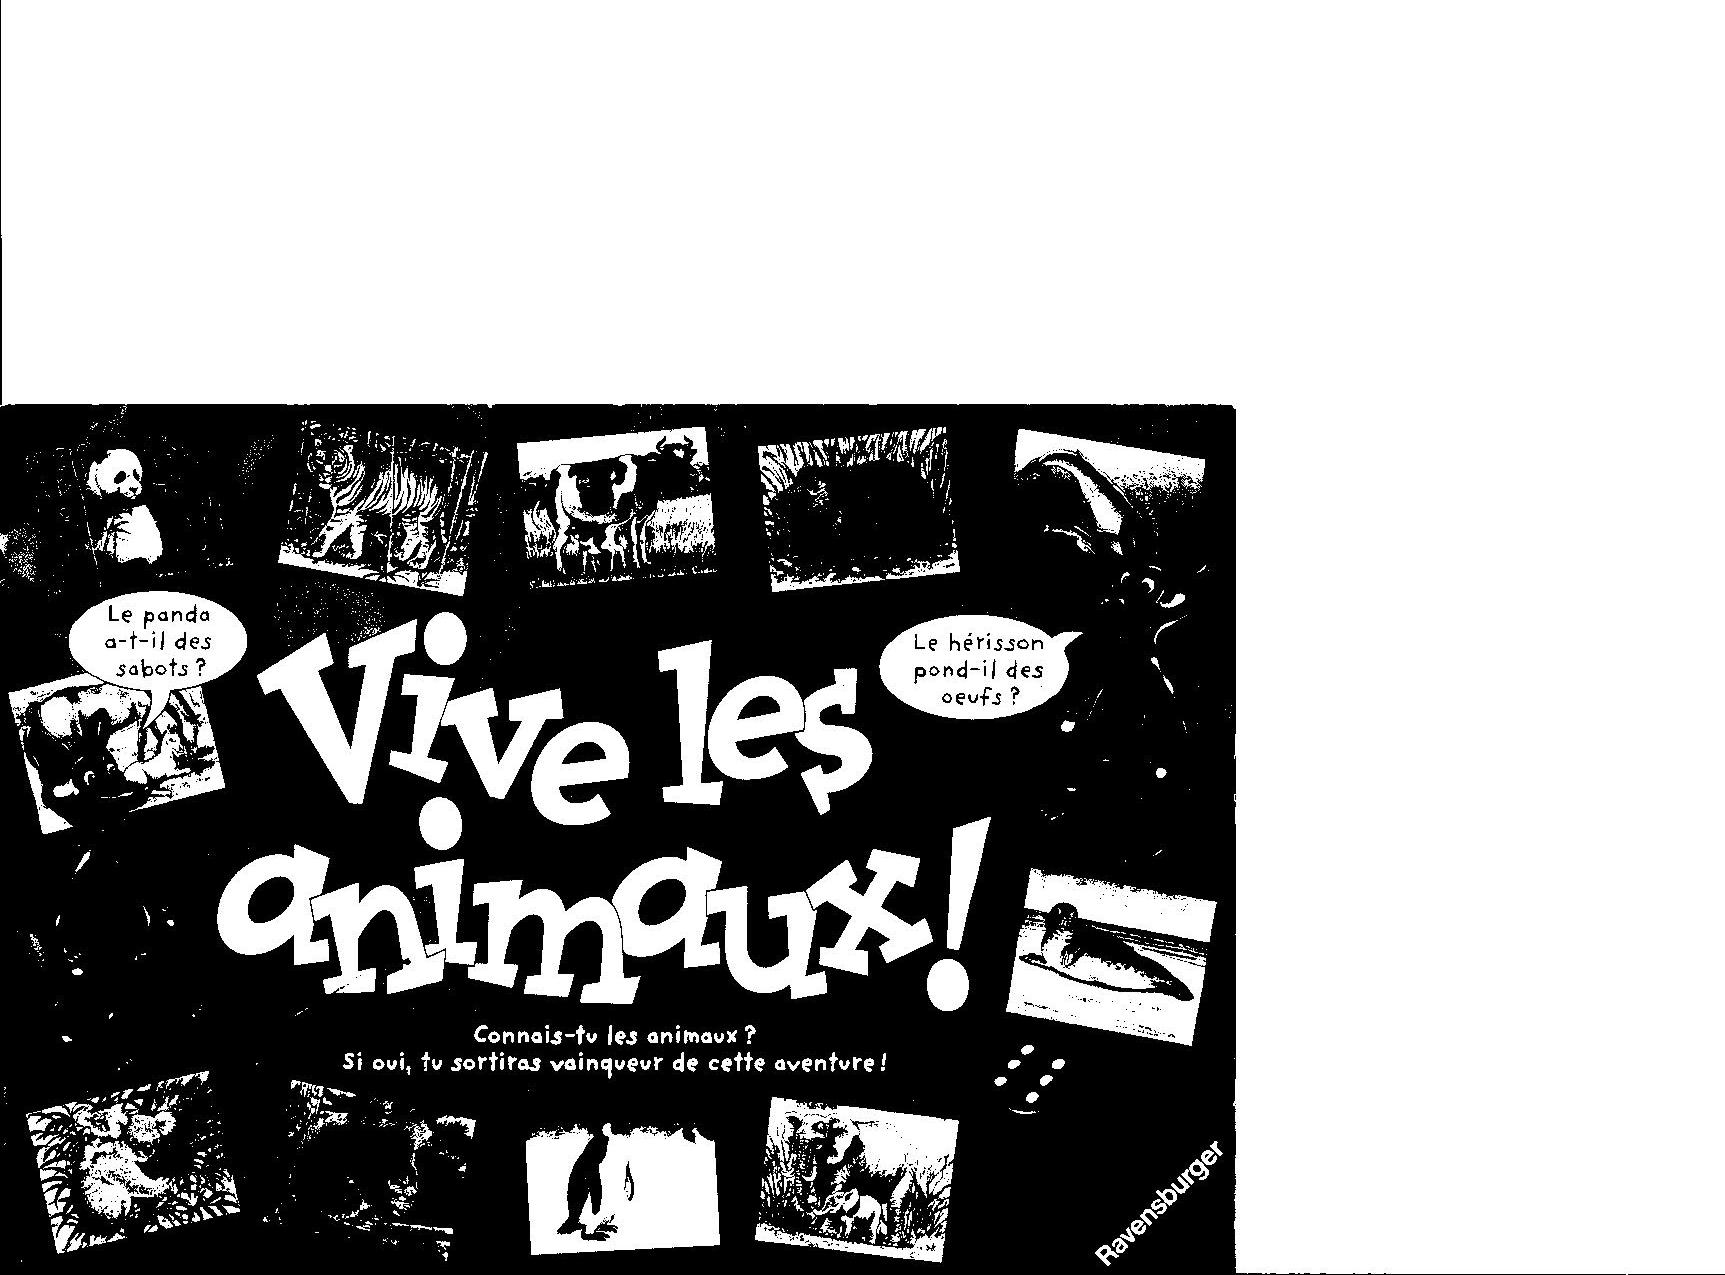 Le panda
a-t-il des
sabots ?
Le hérisson
pond-il des
oeufs ?
Vive les
animaux!
Connais-tu les animaux ?
Si oui, tu sortiras vainqueur de cette aventure !
Ravensburger